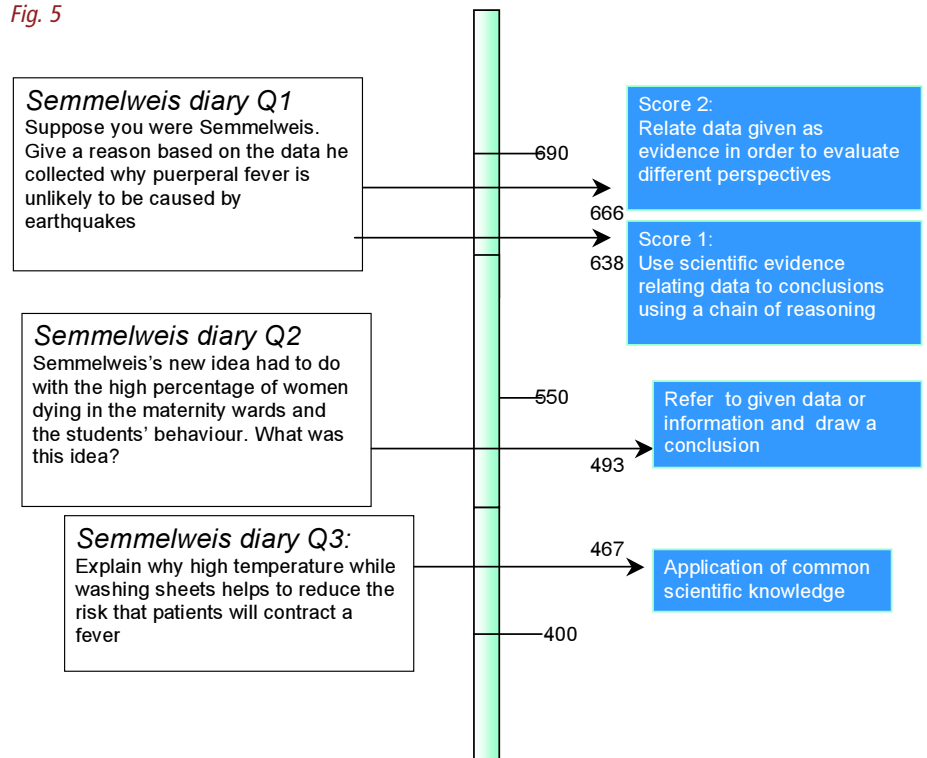 Fig. 5
Semmelweis diary Q1
Suppose you were Semmelweis.
Give a reason based on the data he
collected why puerperal fever is
unlikely to be caused by
earthquakes
690
Score 2:
Relate data given as
evidence in order to evaluate
different perspectives
666
638
Score 1:
Use scientific evidence
relating data to conclusions
using a chain of reasoning
Semmelweis diary Q2
Semmelweis's new idea had to do
with the high percentage of women
dying in the maternity wards and
the students' behaviour. What was
this idea?
550
493
Refer to given data or
information and draw a
conclusion
Semmelweis diary Q3:
Explain why high temperature while
washing sheets helps to reduce the
risk that patients will contract a
fever
467
Application of common
scientific knowledge
400